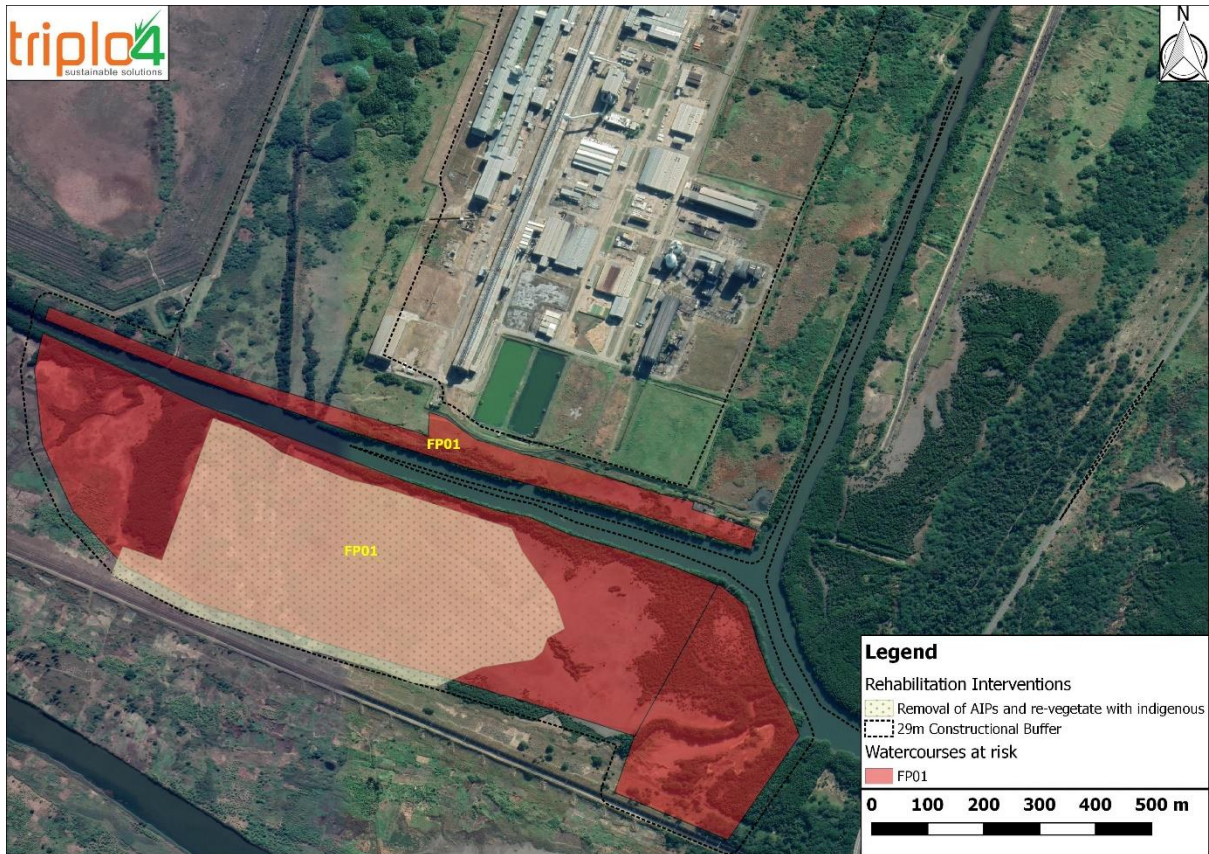 triplo4
sustainable solutions
N
FP01
FP01
Legend
Rehabilitation Interventions
Removal of AIPs and re-vegetate with indigenous
29m Constructional Buffer
Watercourses at risk
FP01
0 100 200 300 400 500 m